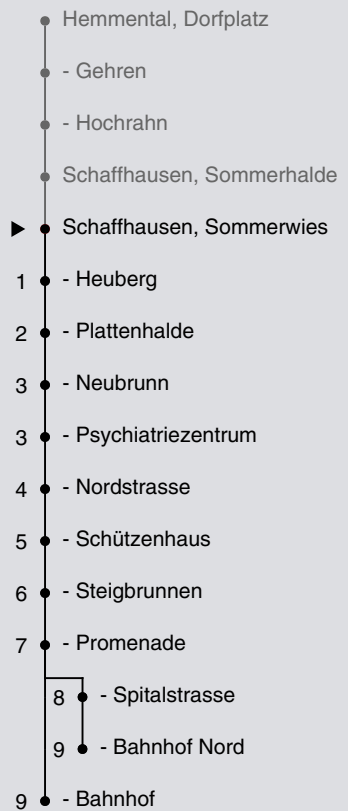 Hemmental, Dorfplatz
- Gehren
- Hochrahn
Schaffhausen, Sommerhalde
Schaffhausen, Sommerwies
1 - Heuberg
2 - Plattenhalde
3 - Neubrunn
3 - Psychiatriezentrum
4 - Nordstrasse
5 - Schützenhaus
6 - Steigbrunnen
7 - Promenade
8 - Spitalstrasse
9 - Bahnhof Nord
9 - Bahnhof